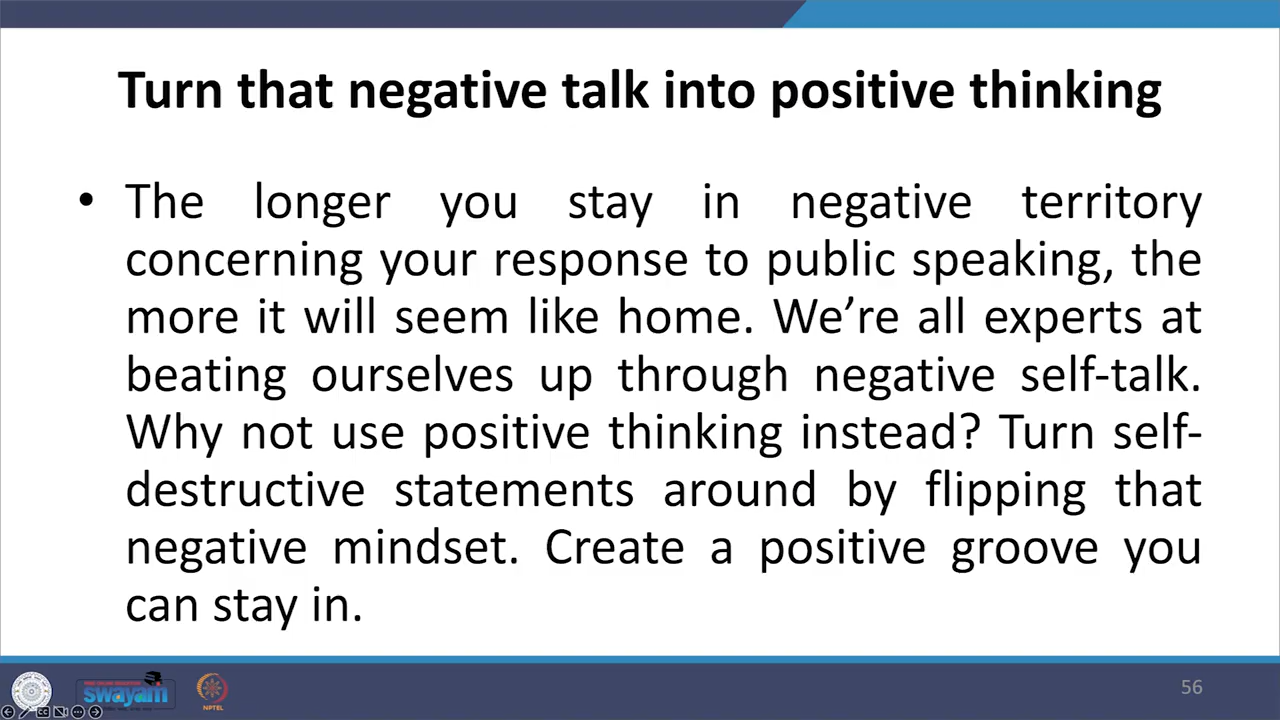 Turn that negative talk into positive thinking
• The longer you stay in negative territory
concerning your response to public speaking, the
more it will seem like home. We’re all experts at
beating ourselves up through negative self-talk.
Why not use positive thinking instead? Turn self-
destructive statements around by flipping that
negative mindset. Create a positive groove you
can stay in.
swayam
NPTEL
56